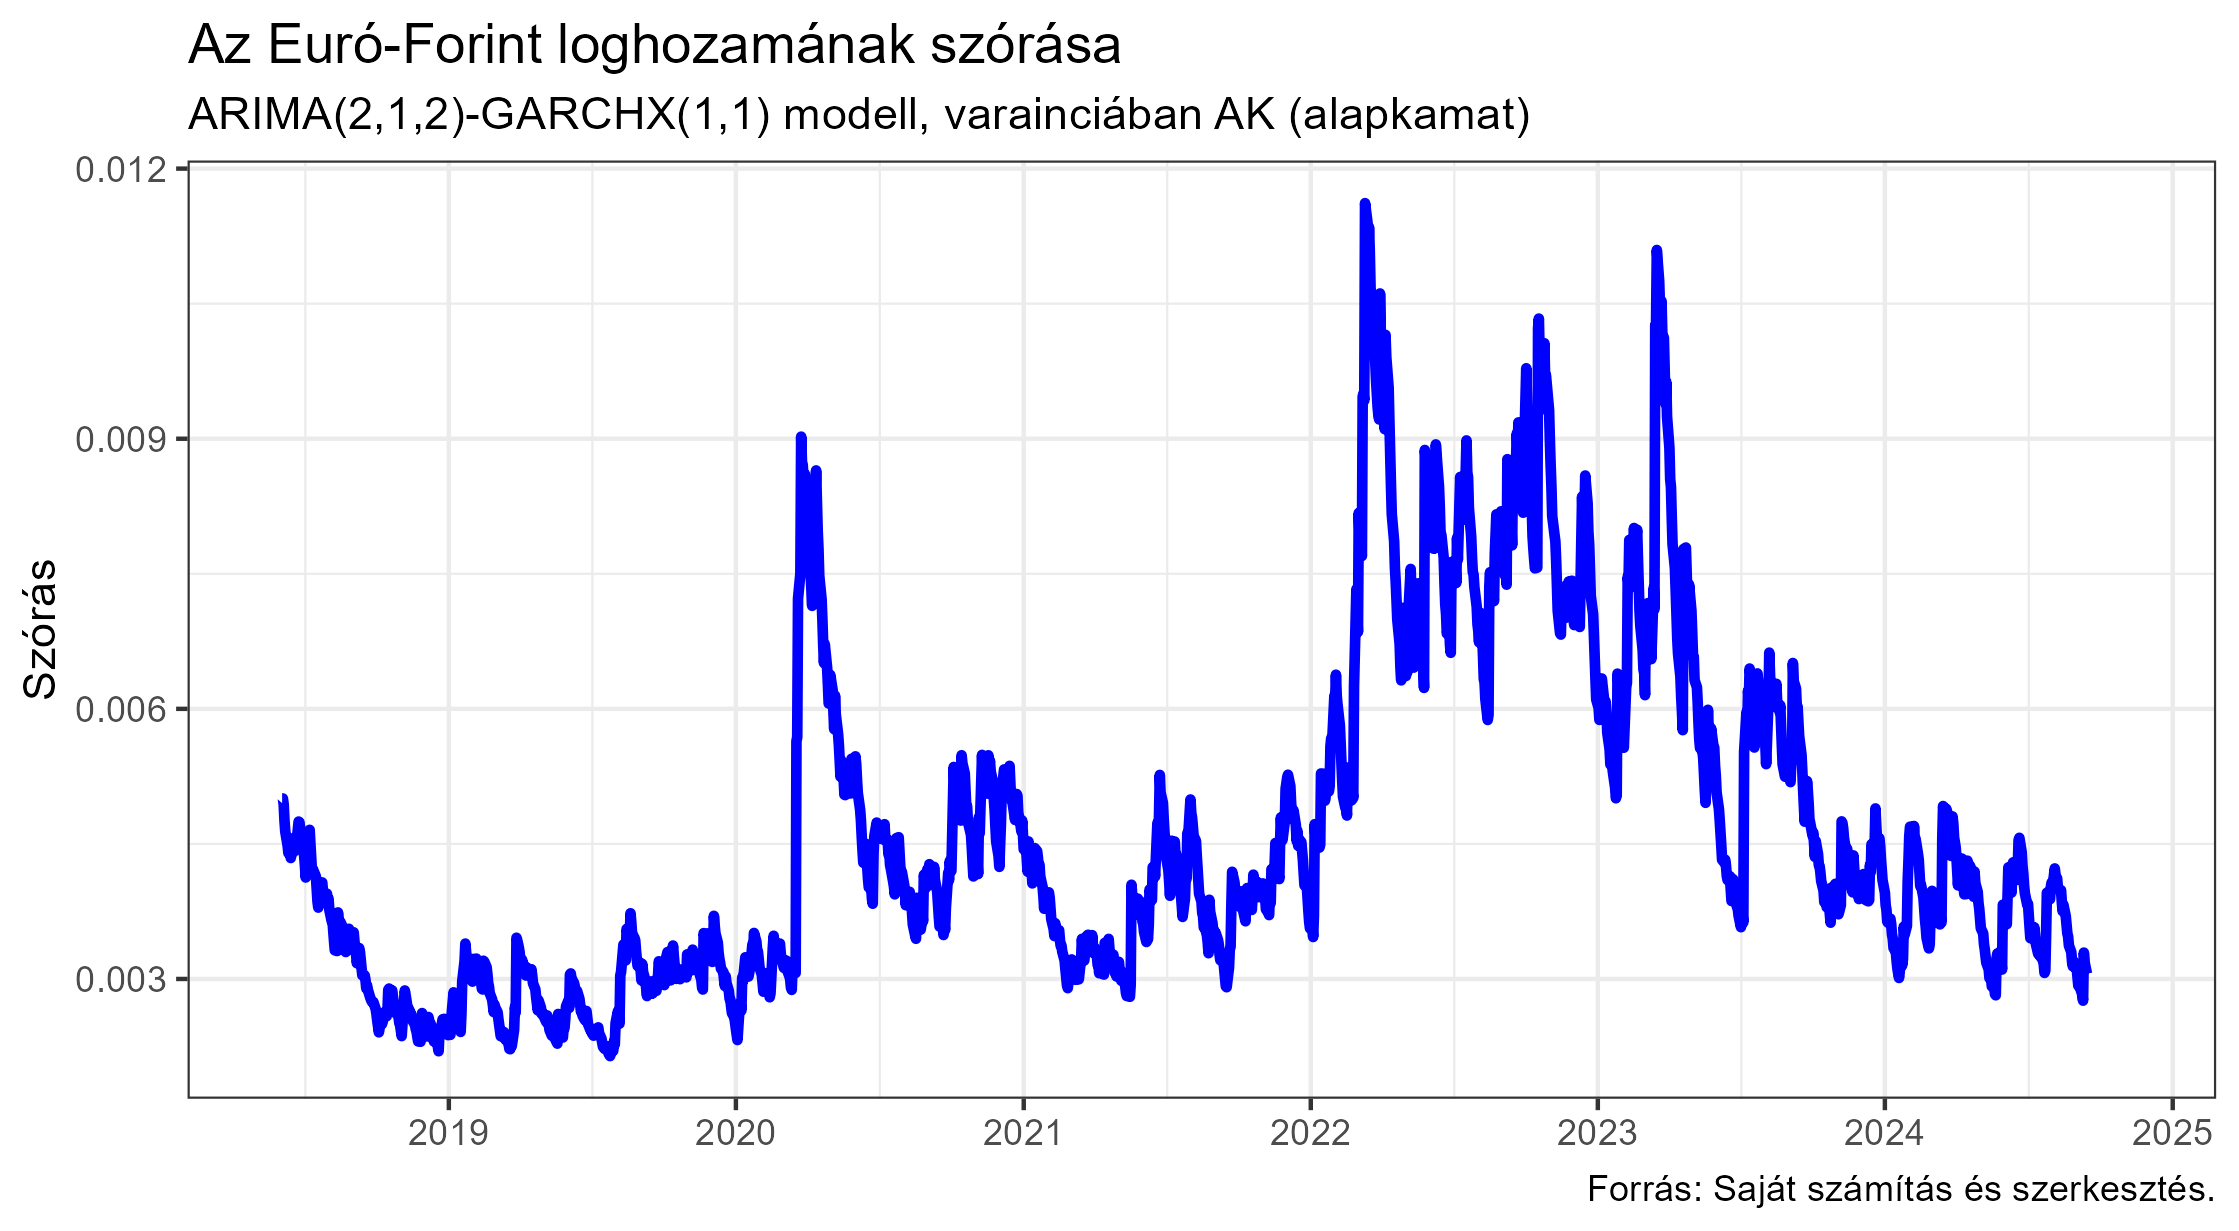 Az Euró-Forint loghozamának szórása
ARIMA(2,1,2)-GARCHX(1,1) modell, varainciában AK (alapkamat)
0.012
0.009
0.006
0.003
Szórás
2019 2020 2021 2022 2023 2024 2025
Forrás: Saját számítás és szerkesztés.